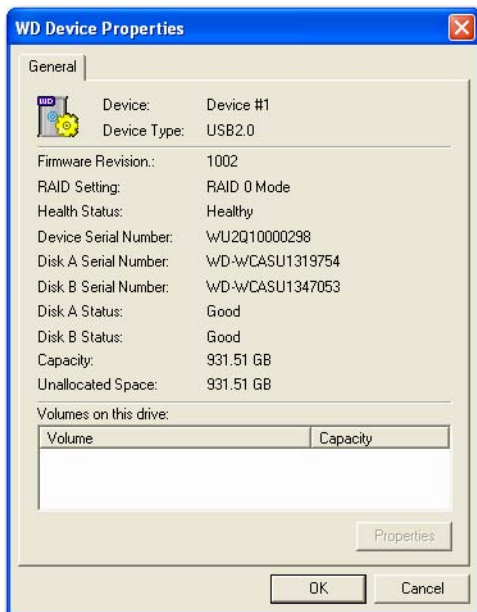 WD Device Properties
General
WD
Device: Device #1
Device Type: USB2.0
Firmware Revision.: 1002
RAID Setting: RAID 0 Mode
Health Status: Healthy
Device Serial Number: WU2Q10000298
Disk A Serial Number: WD-WCASU1319754
Disk B Serial Number: WD-WCASU1347053
Disk A Status: Good
Disk B Status: Good
Capacity: 931.51 GB
Unallocated Space: 931.51 GB
Volumes on this drive:
Volume Capacity
Properties
OK Cancel